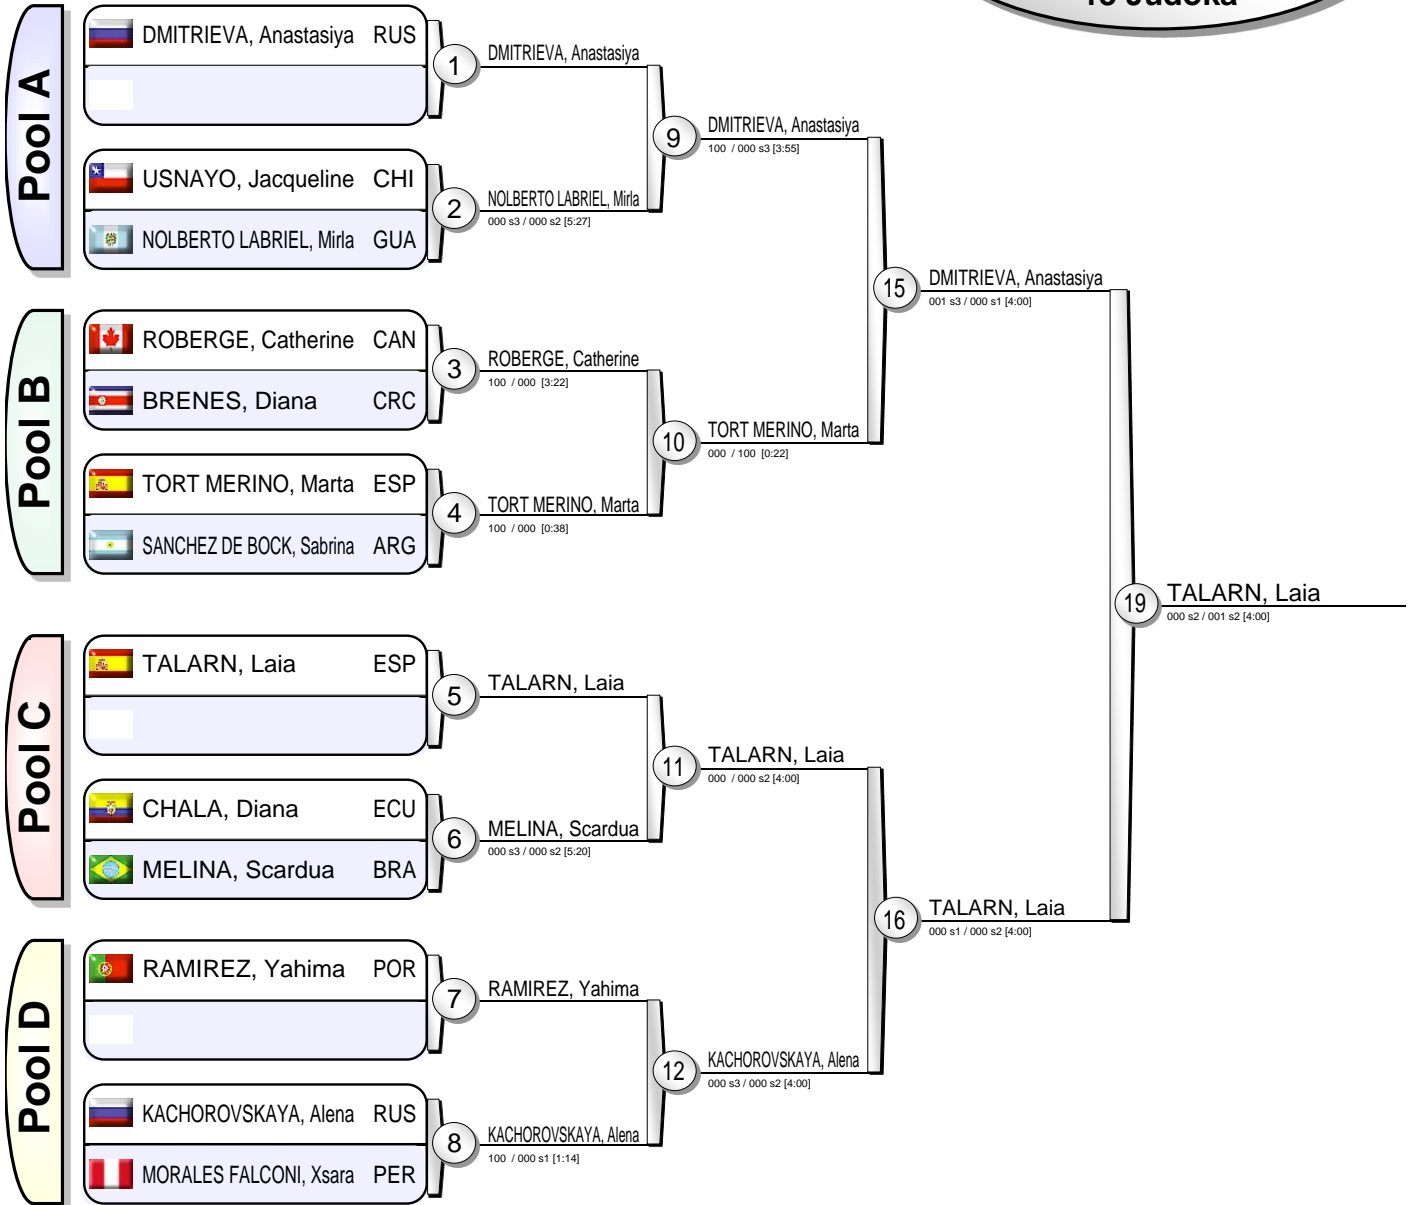 13 Judoka
Pool A
DMITRIEVA, Anastasiya RUS
USNAYO, Jacqueline CHI
NOLBERTO LABRIEL, Mirla GUA
1
DMITRIEVA, Anastasiya
2
NOLBERTO LABRIEL, Mirla
000 s3 / 000 s2 [5:27]
9
DMITRIEVA, Anastasiya
100 / 000 s3 [3:55]
Pool B
ROBERGE, Catherine CAN
BRENES, Diana CRC
TORT MERINO, Marta ESP
SANCHEZ DE BOCK, Sabrina ARG
3
ROBERGE, Catherine
100 / 000 [3:22]
4
TORT MERINO, Marta
100 / 000 [0:38]
10
TORT MERINO, Marta
000 / 100 [0:22]
15
DMITRIEVA, Anastasiya
001 s3 / 000 s1 [4:00]
Pool C
TALARN, Laia ESP
CHALA, Diana ECU
MELINA, Scardua BRA
5
TALARN, Laia
6
MELINA, Scardua
000 s3 / 000 s2 [5:20]
11
TALARN, Laia
000 / 000 s2 [4:00]
Pool D
RAMIREZ, Yahima POR
KACHOROVSKAYA, Alena RUS
MORALES FALCONI, Xsara PER
7
RAMIREZ, Yahima
8
KACHOROVSKAYA, Alena
100 / 000 s1 [1:14]
12
KACHOROVSKAYA, Alena
000 s3 / 000 s2 [4:00]
16
TALARN, Laia
000 s1 / 000 s2 [4:00]
19
TALARN, Laia
000 s2 / 001 s2 [4:00]